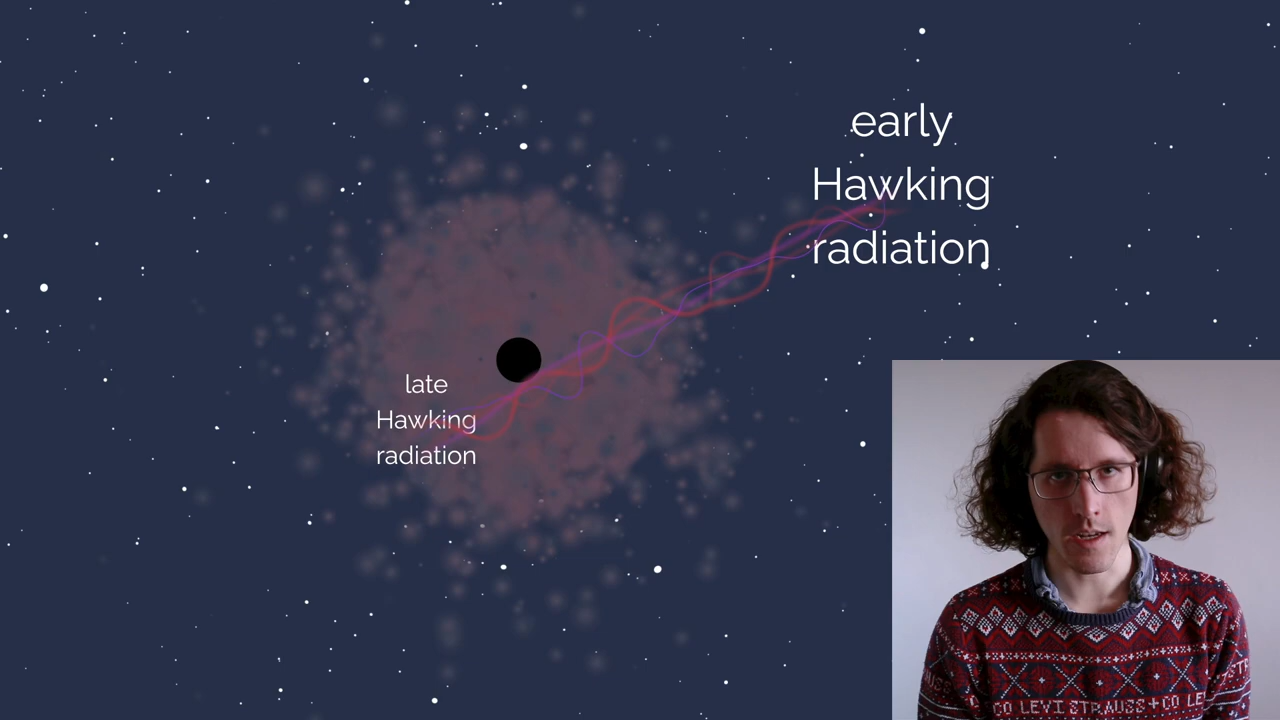 early
Hawking
radiation
late
Hawking
radiation
CO LEVI STRAUSS+CO LE